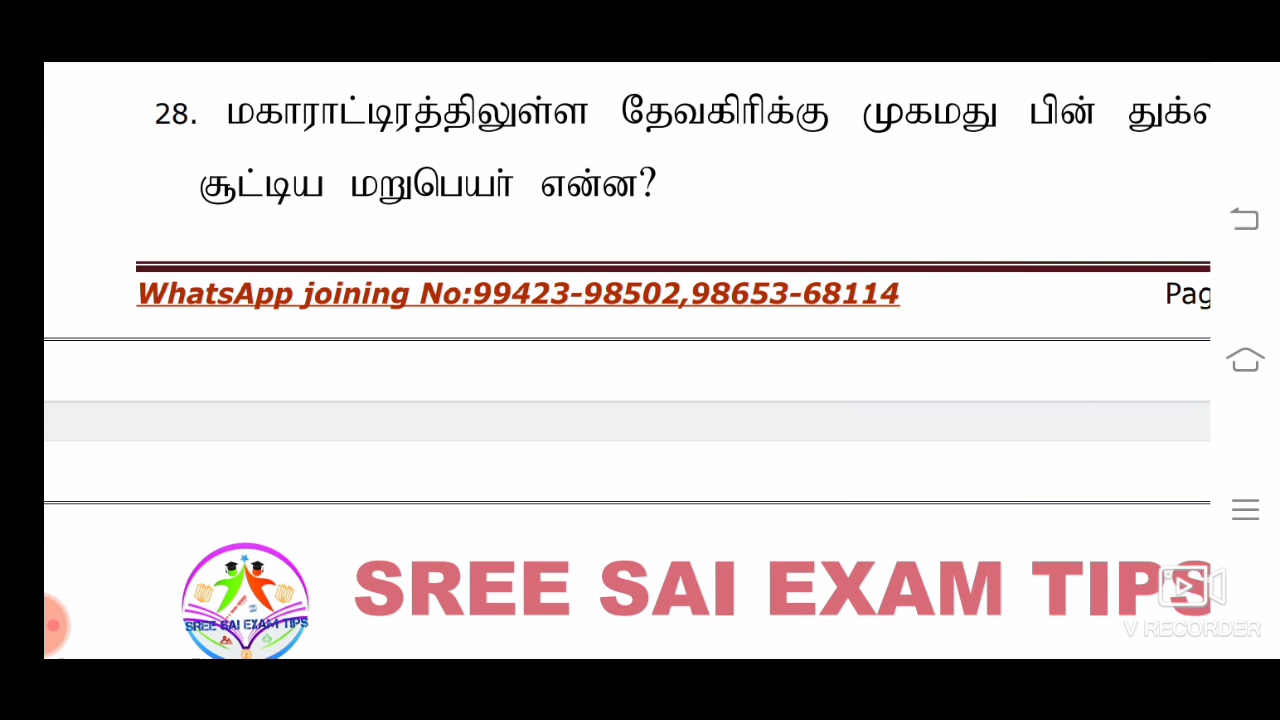 28. மகாராட்டிரத்திலுள்ள தேவகிரிக்கு முகமது பின்
சூட்டிய மறுபெயர் என்ன?
WhatsApp joining No:99423-98502,98653-68114
SREE SAI EXAM TIPS
SREE SAI EXAM TIPS
V RECORDER